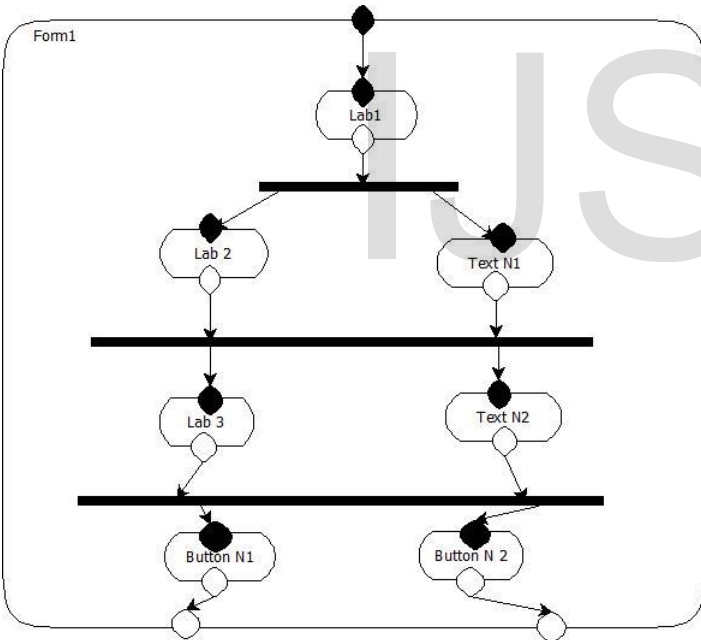 Form1
IJS
Lab1
Lab 2
Text N1
Lab 3
Text N2
Button N1
Button N 2